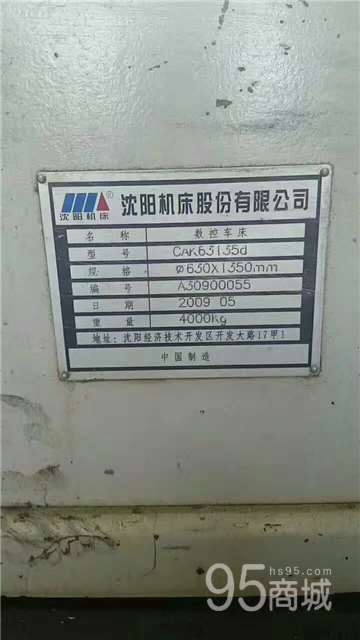 沈阳机床
沈阳机床股份有限公司
名 称 数控车床
型 号 CAK63135d
规 格 Φ630X1350mm
编 号 A30900055
日 期 2009 05
重 量 4000Kg
地址: 沈阳经济技术开发区开发大路17甲1
中国制造
95商城
hs95.com